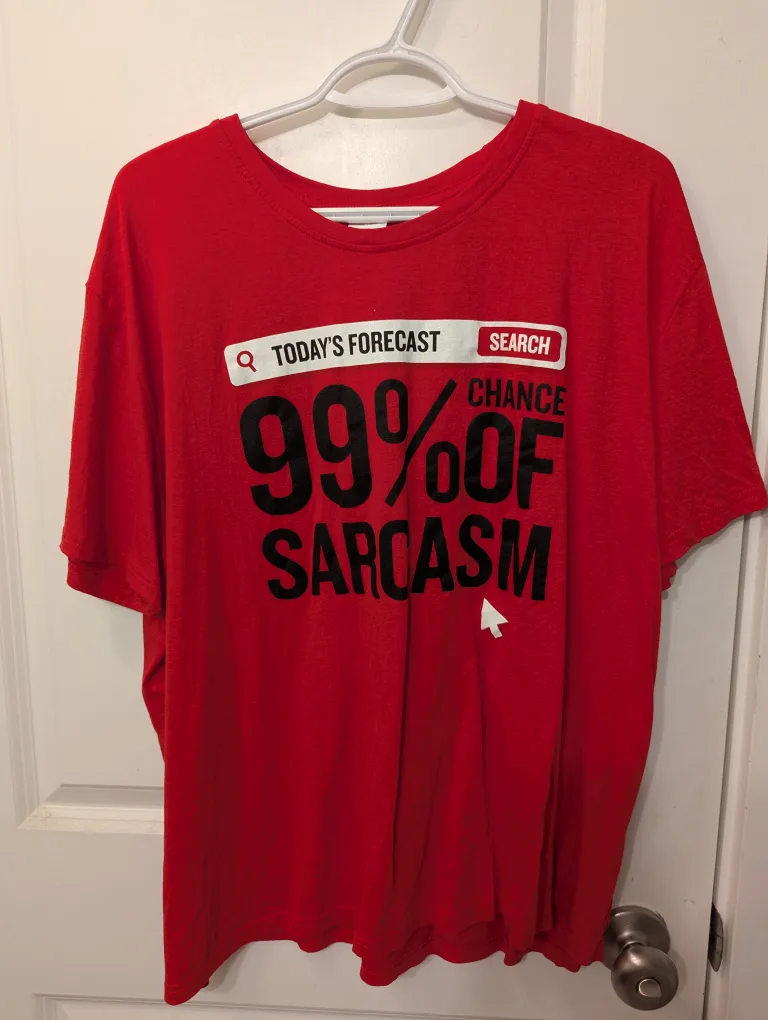 TODAY'S FORECAST SEARCH
99% CHANCE OF
SARCASM